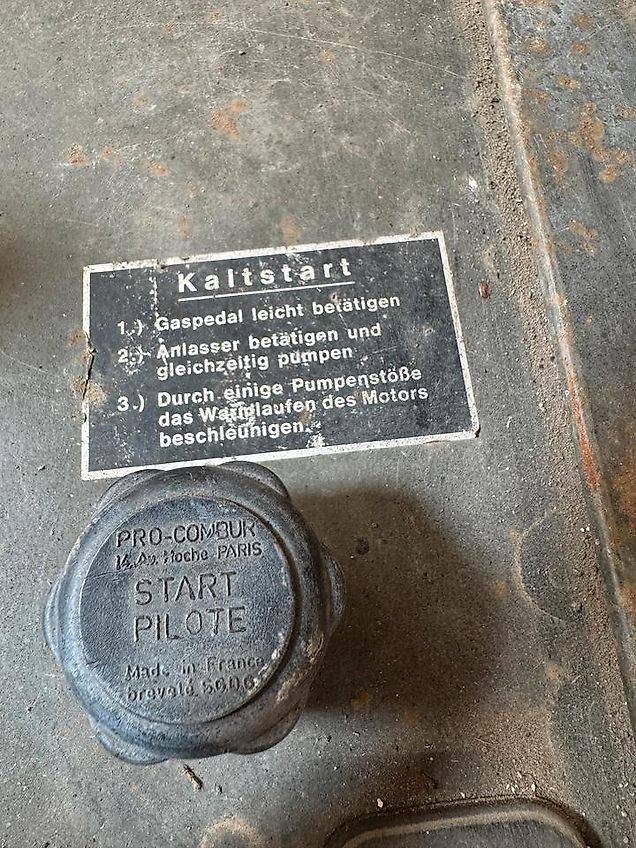 Kaltstart
1.) Gaspedal leicht betätigen
2.) Anlasser betätigen und
gleichzeitig pumpen
3.) Durch einige Pumpenstöße
das Warmlaufen des Motors
beschleunigen.
PRO-COMBUR
14, Av. Hoche PARIS
START
PILOTE
Made in France
breveté S.G.D.G